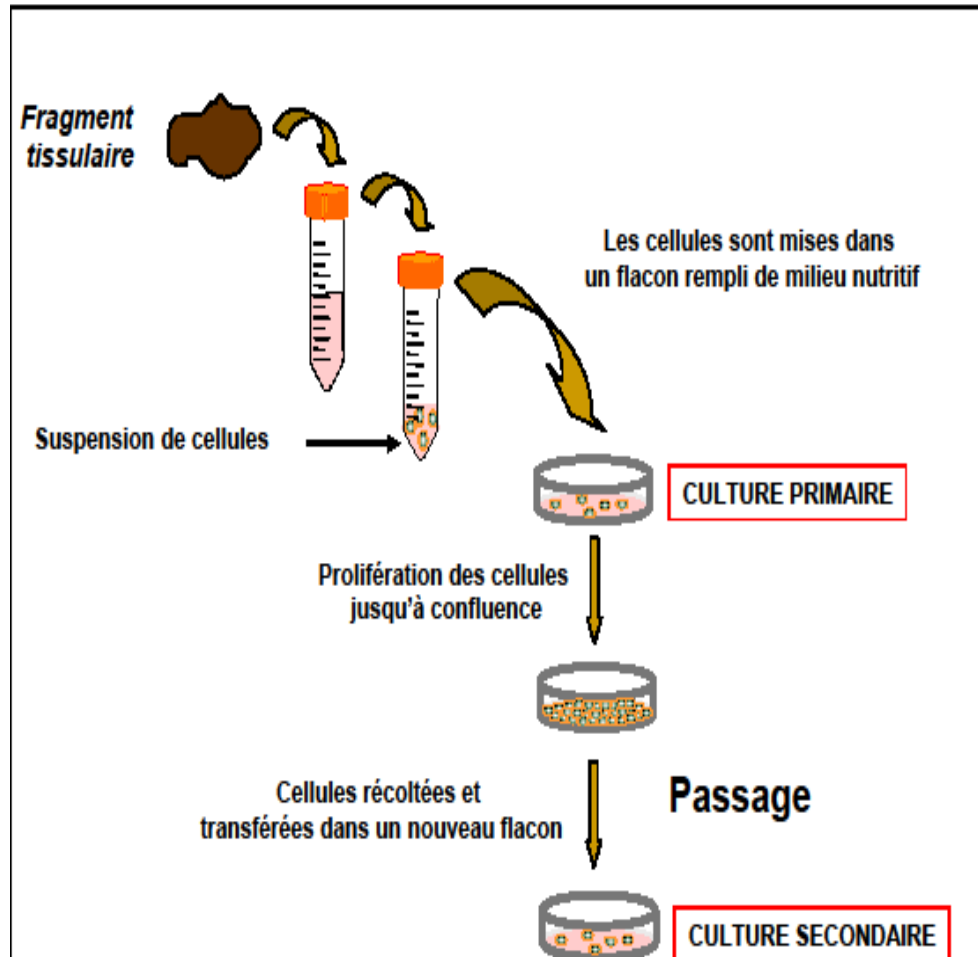 Fragment
tissulaire
Les cellules sont mises dans
un flacon rempli de milieu nutritif
Suspension de cellules
CULTURE PRIMAIRE
Prolifération des cellules
jusqu'à confluence
Cellules récoltées et
transférées dans un nouveau flacon
Passage
CULTURE SECONDAIRE